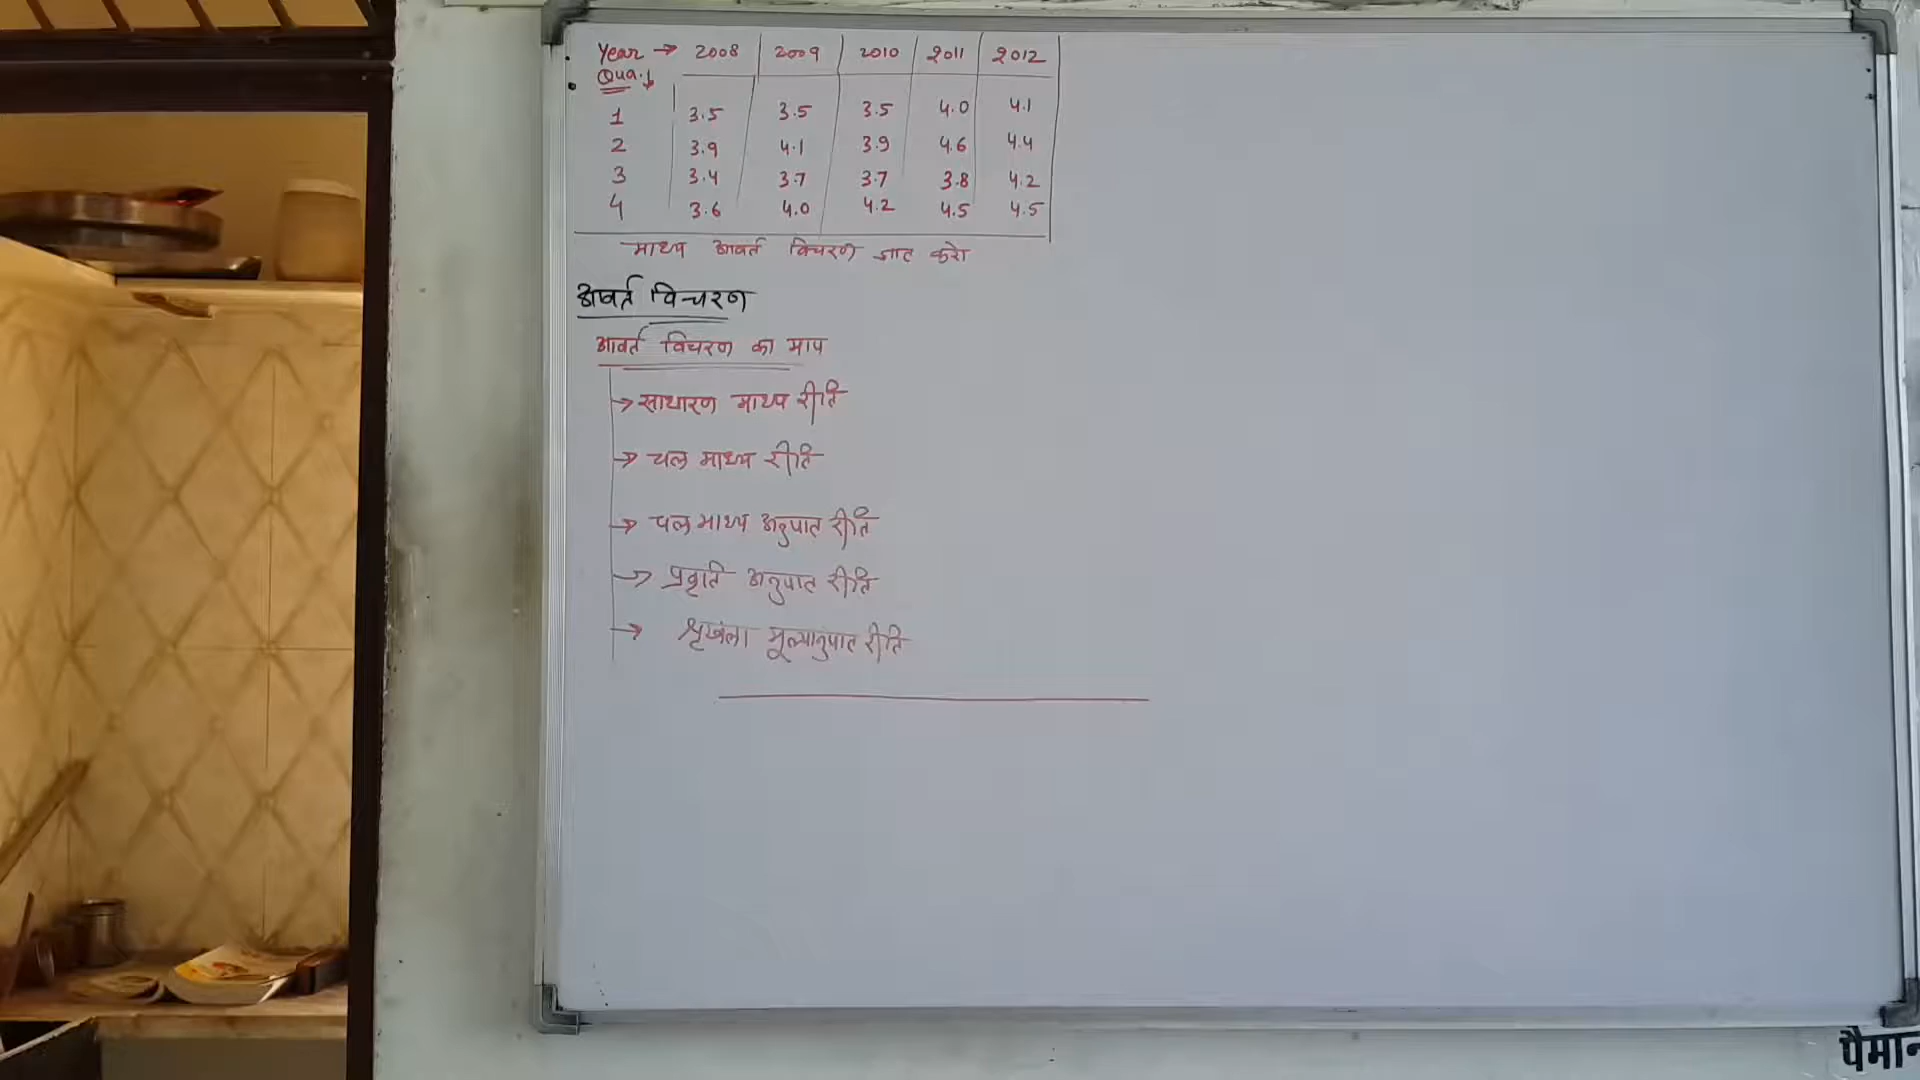 Year → 2008 2009 2010 2011 2012
Qua.↓
1 3.5 3.5 3.5 4.0 4.1
2 3.9 4.1 3.9 4.6 4.4
3 3.4 3.7 3.7 3.8 4.2
4 3.6 4.0 4.2 4.5 4.5
माध्य आवर्त विचरण ज्ञात करो
आवर्त विचरण
आवर्त विचरण का माप
→ साधारण माध्य रीति
→ चल माध्य रीति
→ चल माध्य अनुपात रीति
→ प्रवृति अनुपात रीति
→ श्रृखंला मूल्यानुपात रीति
पैमान